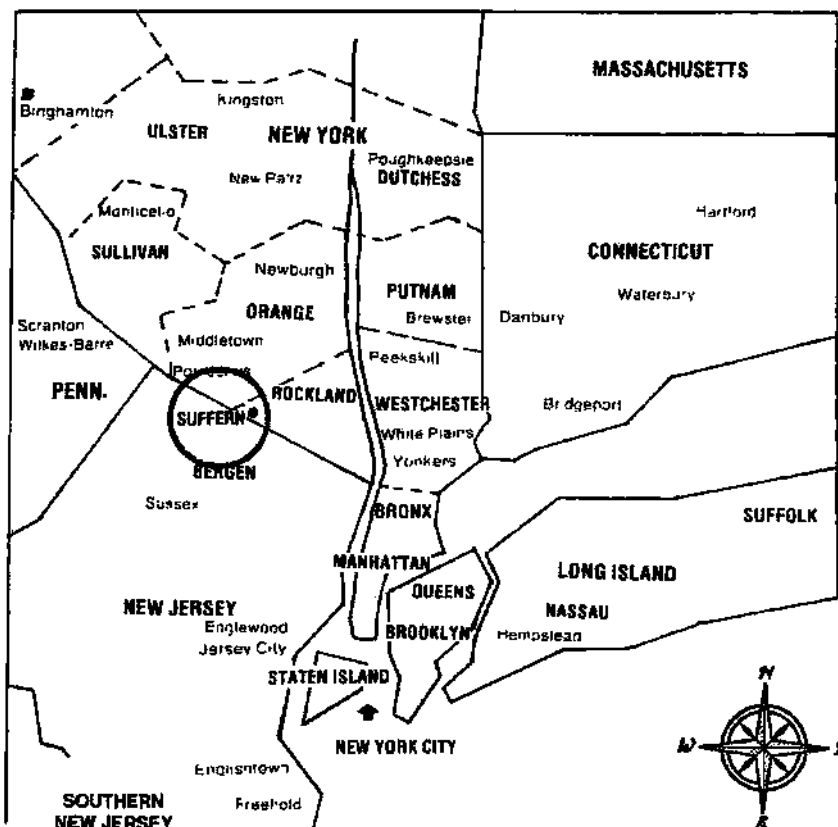 MASSACHUSETTS
Binghamton
Kingston
ULSTER
NEW YORK
Poughkeepsie
DUTCHESS
New Paltz
Monticello
Hartford
SULLIVAN
CONNECTICUT
Newburgh
PUTNAM
Waterbury
ORANGE
Brewster
Danbury
Scranton
Wilkes-Barre
Middletown
Peekskill
PENN.
ROCKLAND
WESTCHESTER
Bridgeport
SUFFERN
White Plains
Yonkers
BERGEN
Sussex
BRONX
SUFFOLK
MANHATTAN
LONG ISLAND
QUEENS
NEW JERSEY
NASSAU
Englewood
BROOKLYN
Hempstead
Jersey City
STATEN ISLAND
N
NEW YORK CITY
W
Englishtown
SOUTHERN
NEW JERSEY
Freehold